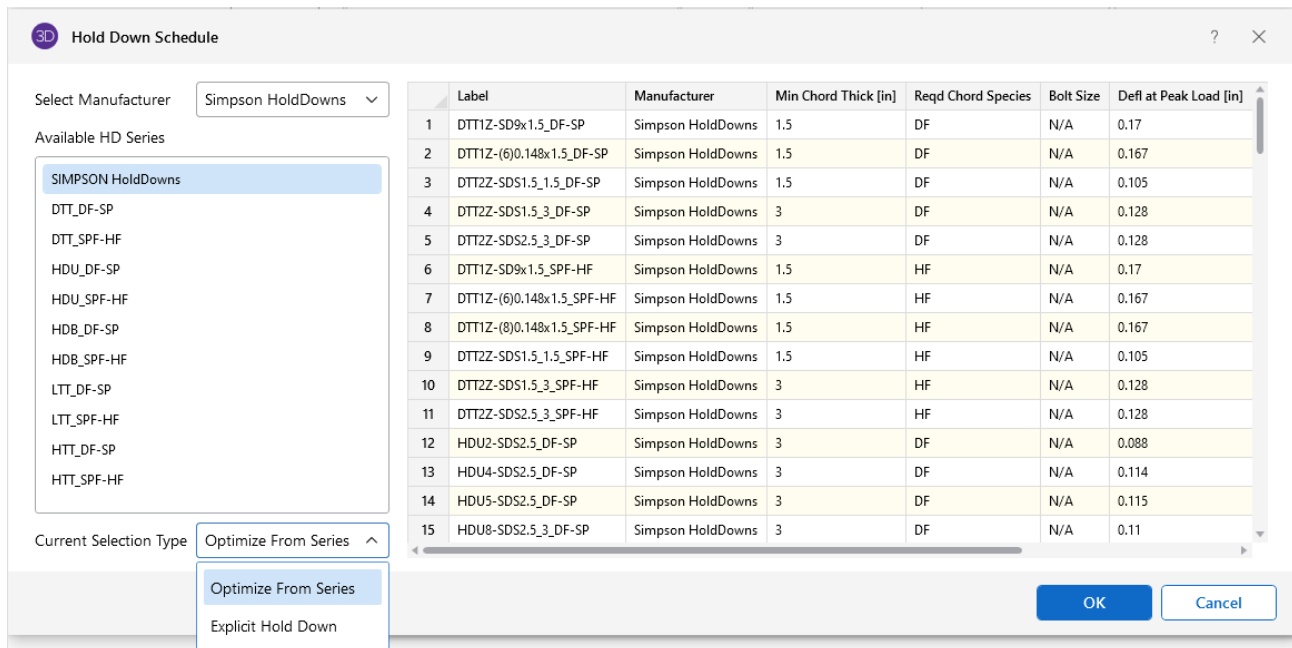 3D Hold Down Schedule ?
Select Manufacturer Simpson HoldDowns
Available HD Series
SIMPSON HoldDowns
DTT_DF-SP
DTT_SPF-HF
HDU_DF-SP
HDU_SPF-HF
HDB_DF-SP
HDB_SPF-HF
LTT_DF-SP
LTT_SPF-HF
HTT_DF-SP
HTT_SPF-HF
Current Selection Type Optimize From Series
Optimize From Series
Explicit Hold Down
Label Manufacturer Min Chord Thick [in] Reqd Chord Species Bolt Size Defl at Peak Load [in]
1 DTT1Z-SD9x1.5_DF-SP Simpson HoldDowns 1.5 DF N/A 0.17
2 DTT1Z-(6)0.148x1.5_DF-SP Simpson HoldDowns 1.5 DF N/A 0.167
3 DTT2Z-SDS1.5_1.5_DF-SP Simpson HoldDowns 1.5 DF N/A 0.105
4 DTT2Z-SDS1.5_3_DF-SP Simpson HoldDowns 3 DF N/A 0.128
5 DTT2Z-SDS2.5_3_DF-SP Simpson HoldDowns 3 DF N/A 0.128
6 DTT1Z-SD9x1.5_SPF-HF Simpson HoldDowns 1.5 HF N/A 0.17
7 DTT1Z-(6)0.148x1.5_SPF-HF Simpson HoldDowns 1.5 HF N/A 0.167
8 DTT1Z-(8)0.148x1.5_SPF-HF Simpson HoldDowns 1.5 HF N/A 0.167
9 DTT2Z-SDS1.5_1.5_SPF-HF Simpson HoldDowns 1.5 HF N/A 0.105
10 DTT2Z-SDS1.5_3_SPF-HF Simpson HoldDowns 3 HF N/A 0.128
11 DTT2Z-SDS2.5_3_SPF-HF Simpson HoldDowns 3 HF N/A 0.128
12 HDU2-SDS2.5_DF-SP Simpson HoldDowns 3 DF N/A 0.088
13 HDU4-SDS2.5_DF-SP Simpson HoldDowns 3 DF N/A 0.114
14 HDU5-SDS2.5_DF-SP Simpson HoldDowns 3 DF N/A 0.115
15 HDU8-SDS2.5_3_DF-SP Simpson HoldDowns 3 DF N/A 0.11
OK Cancel